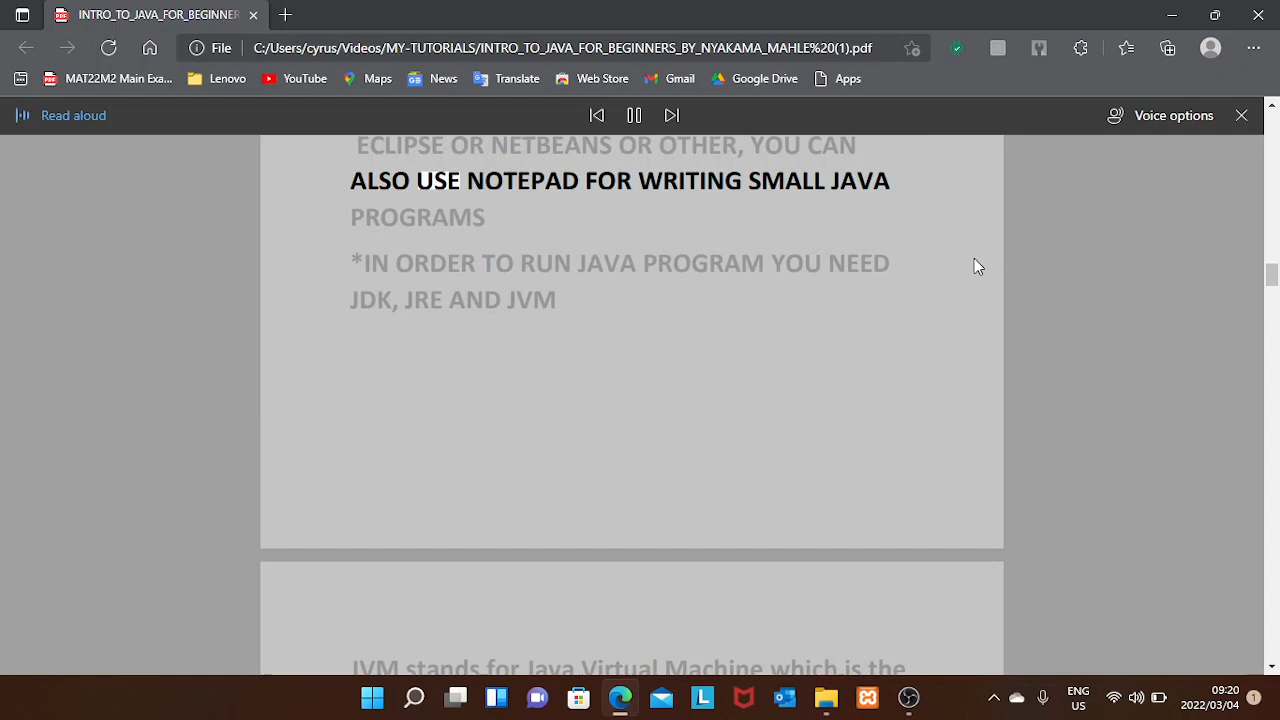 INTRO_TO_JAVA_FOR_BEGINNER
File C:/Users/cyrus/Videos/MY-TUTORIALS/INTRO_TO_JAVA_FOR_BEGINNERS_BY_NYAKAMA_MAHLE%20(1).pdf
MAT22M2 Main Exa... Lenovo YouTube Maps News Translate Web Store Gmail Google Drive Apps
Read aloud Voice options
ECLIPSE OR NETBEANS OR OTHER, YOU CAN
ALSO USE NOTEPAD FOR WRITING SMALL JAVA
PROGRAMS
*IN ORDER TO RUN JAVA PROGRAM YOU NEED
JDK, JRE AND JVM
JVM stands for Java Virtual Machine which is the
ENG 09:20
US 2022/03/04 1